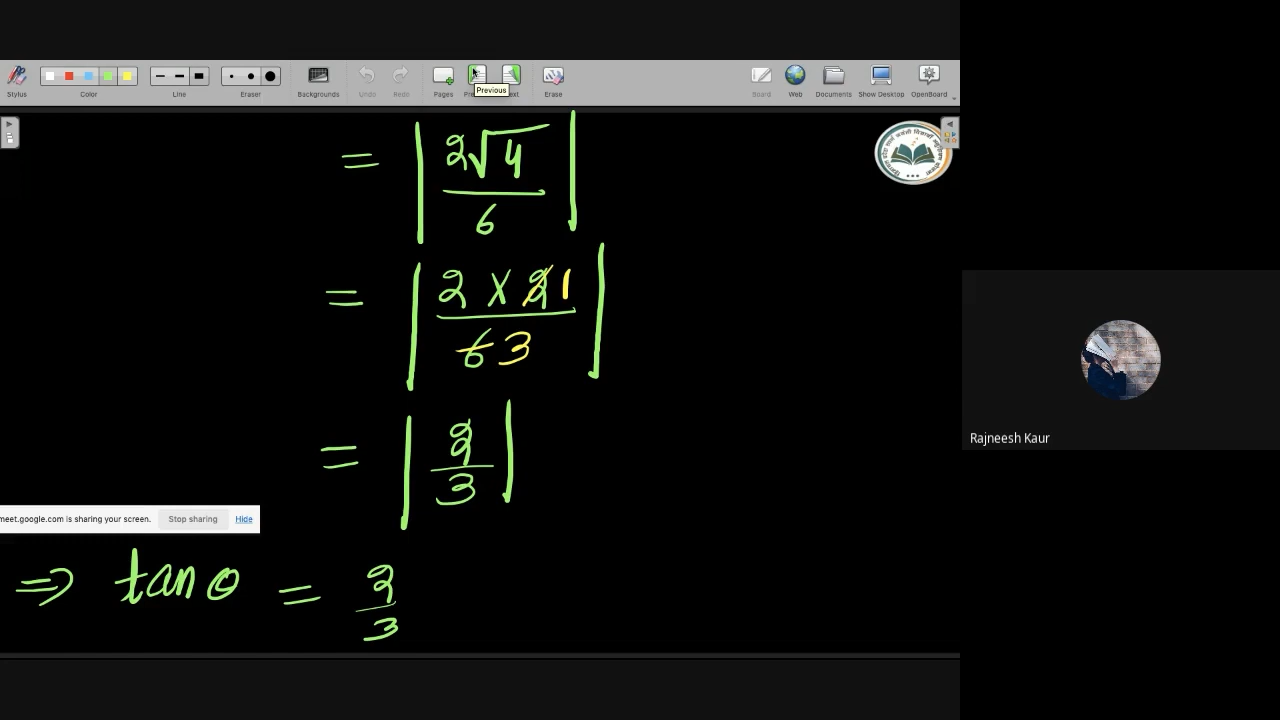 Stylus Color Line Eraser Backgrounds Undo Redo Pages Erase Board Web Documents Show Desktop OpenBoard
Previous
= | 2√4 / 6 |
= | 2 × 2 1 / 6 3 |
= | 2 / 3 |
Rajneesh Kaur
meet.google.com is sharing your screen. Stop sharing Hide
⇒ tan θ = 2 / 3